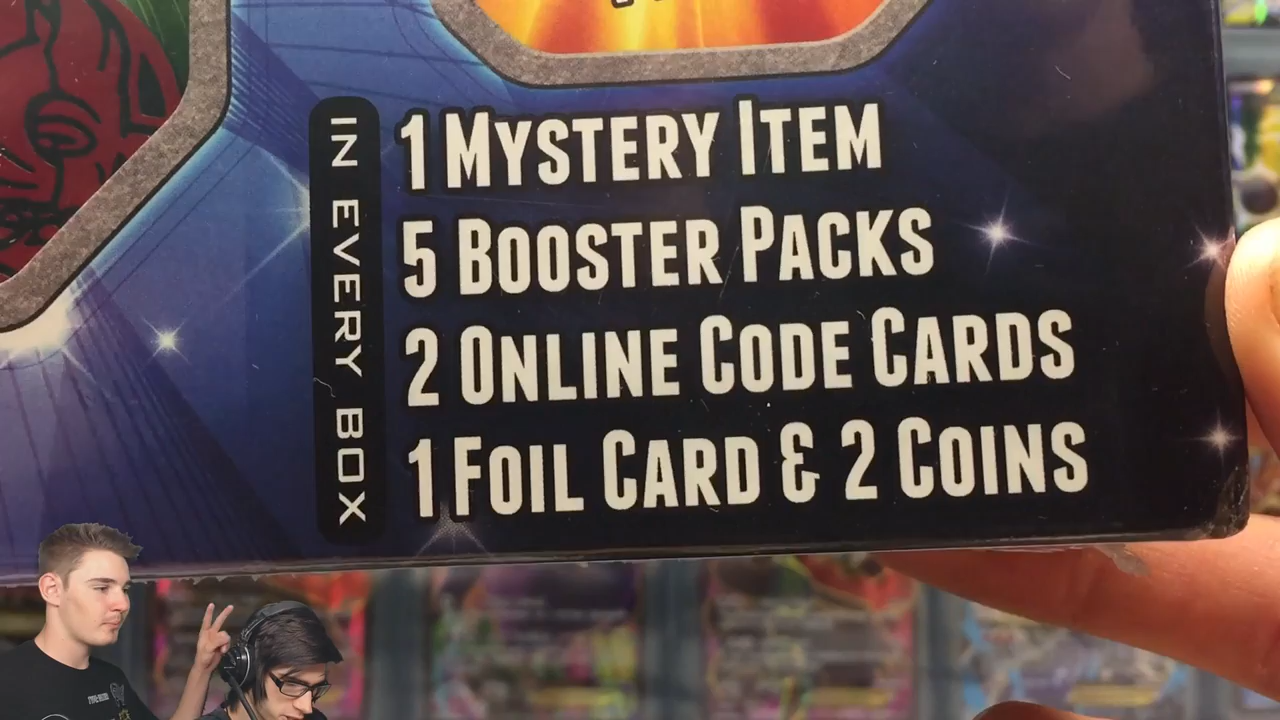 IN EVERY BOX
1 MYSTERY ITEM
5 BOOSTER PACKS
2 ONLINE CODE CARDS
1 FOIL CARD & 2 COINS